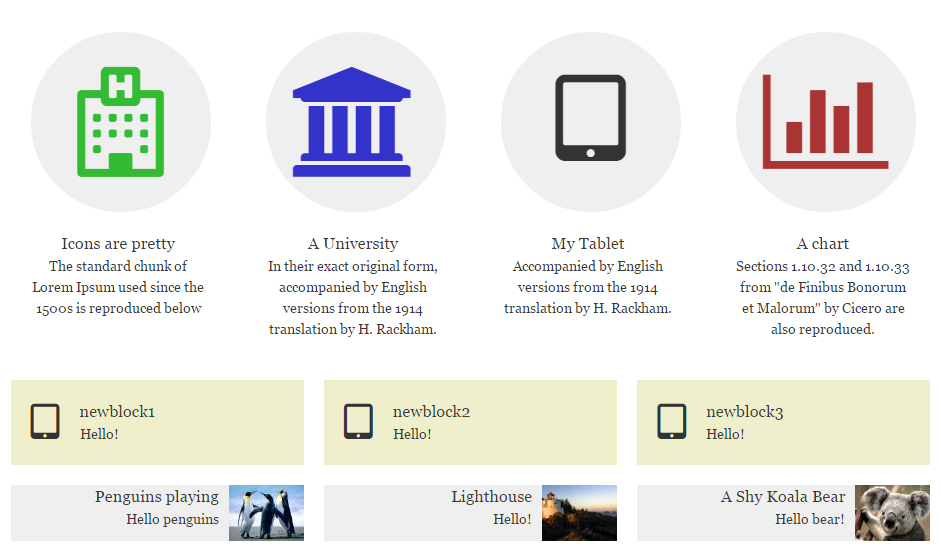 H
Icons are pretty
The standard chunk of
Lorem Ipsum used since the
1500s is reproduced below
A University
In their exact original form,
accompanied by English
versions from the 1914
translation by H. Rackham.
My Tablet
Accompanied by English
versions from the 1914
translation by H. Rackham.
A chart
Sections 1.10.32 and 1.10.33
from "de Finibus Bonorum
et Malorum" by Cicero are
also reproduced.
newblock1
Hello!
newblock2
Hello!
newblock3
Hello!
Penguins playing
Hello penguins
Lighthouse
Hello!
A Shy Koala Bear
Hello bear!